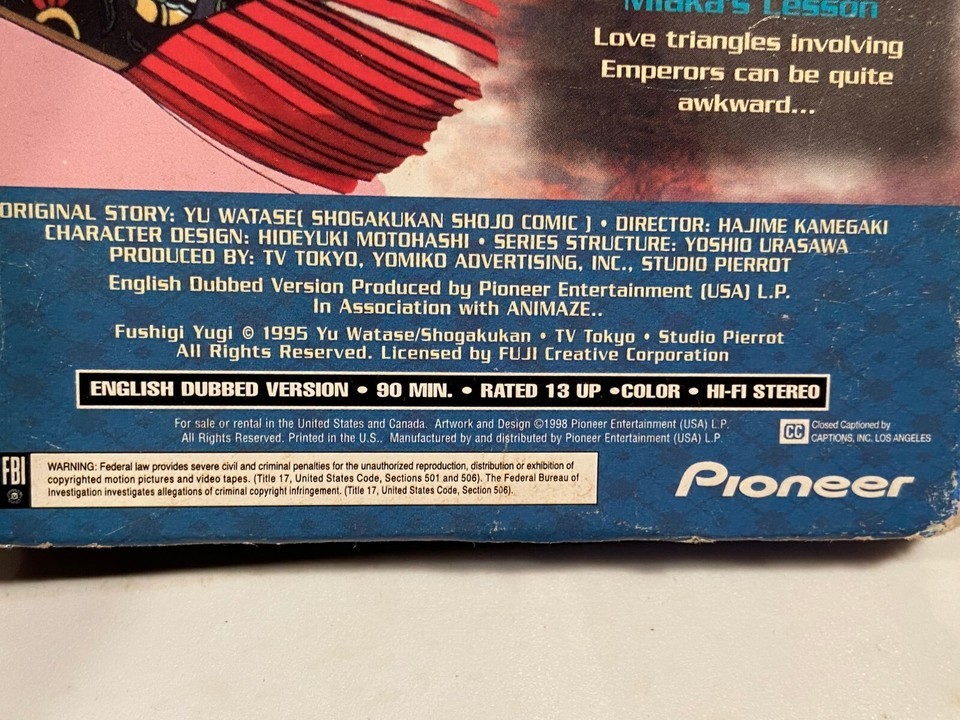 Miaka's Lesson
Love triangles involving
Emperors can be quite
awkward...
ORIGINAL STORY: YU WATASE( SHOGAKUKAN SHOJO COMIC ) • DIRECTOR: HAJIME KAMEGAKI
CHARACTER DESIGN: HIDEYUKI MOTOHASHI • SERIES STRUCTURE: YOSHIO URASAWA
PRODUCED BY: TV TOKYO, YOMIKO ADVERTISING, INC., STUDIO PIERROT
English Dubbed Version Produced by Pioneer Entertainment (USA) L.P.
In Association with ANIMAZE..
Fushigi Yugi © 1995 Yu Watase/Shogakukan • TV Tokyo • Studio Pierrot
All Rights Reserved. Licensed by FUJI Creative Corporation
ENGLISH DUBBED VERSION • 90 MIN. • RATED 13 UP •COLOR • HI-FI STEREO
For sale or rental in the United States and Canada. Artwork and Design ©1998 Pioneer Entertainment (USA) L.P.
All Rights Reserved. Printed in the U.S.. Manufactured by and distributed by Pioneer Entertainment (USA) L.P.
CC Closed Captioned by
CAPTIONS, INC. LOS ANGELES
FBI
WARNING: Federal law provides severe civil and criminal penalties for the unauthorized reproduction, distribution or exhibition of
copyrighted motion pictures and video tapes. (Title 17, United States Code, Sections 501 and 506). The Federal Bureau of
Investigation investigates allegations of criminal copyright infringement. (Title 17, United States Code, Section 506).
Pioneer